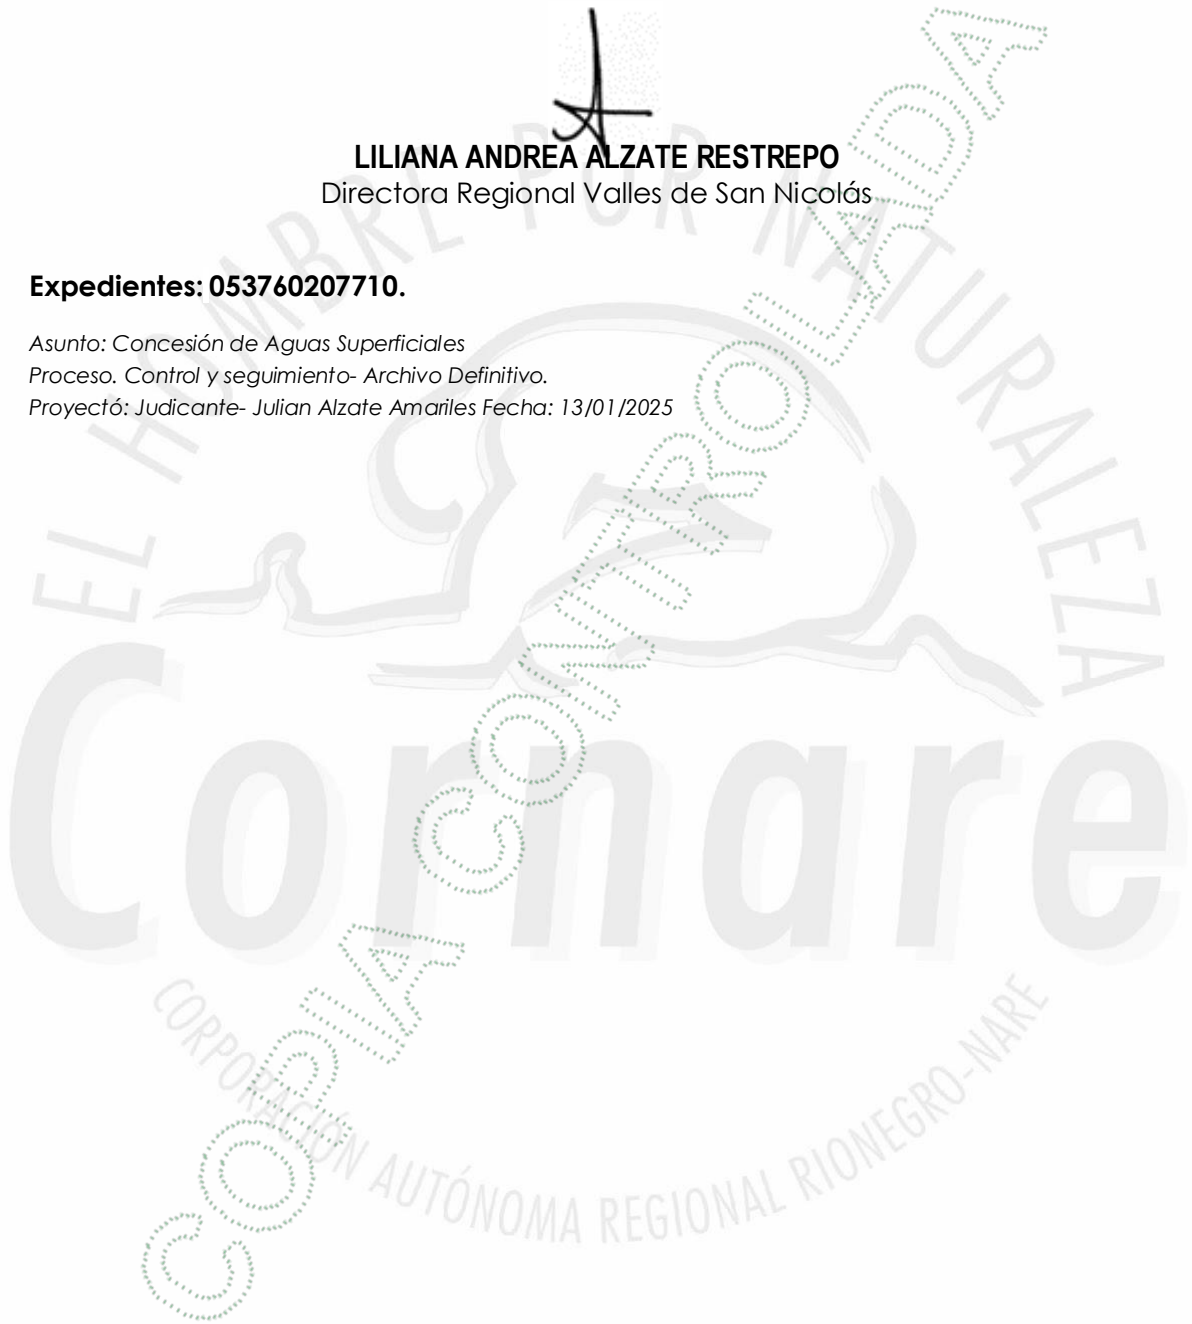 LILIANA ANDREA ALZATE RESTREPO
Directora Regional Valles de San Nicolás
Expedientes: 053760207710.
Asunto: Concesión de Aguas Superficiales
Proceso. Control y seguimiento- Archivo Definitivo.
Proyectó: Judicante- Julian Alzate Amariles Fecha: 13/01/2025
EL HOMBRE POR NATURALEZA
Cornare
CORPORACIÓN AUTÓNOMA REGIONAL RIONEGRO-NARE
COPIA CONTROLADA